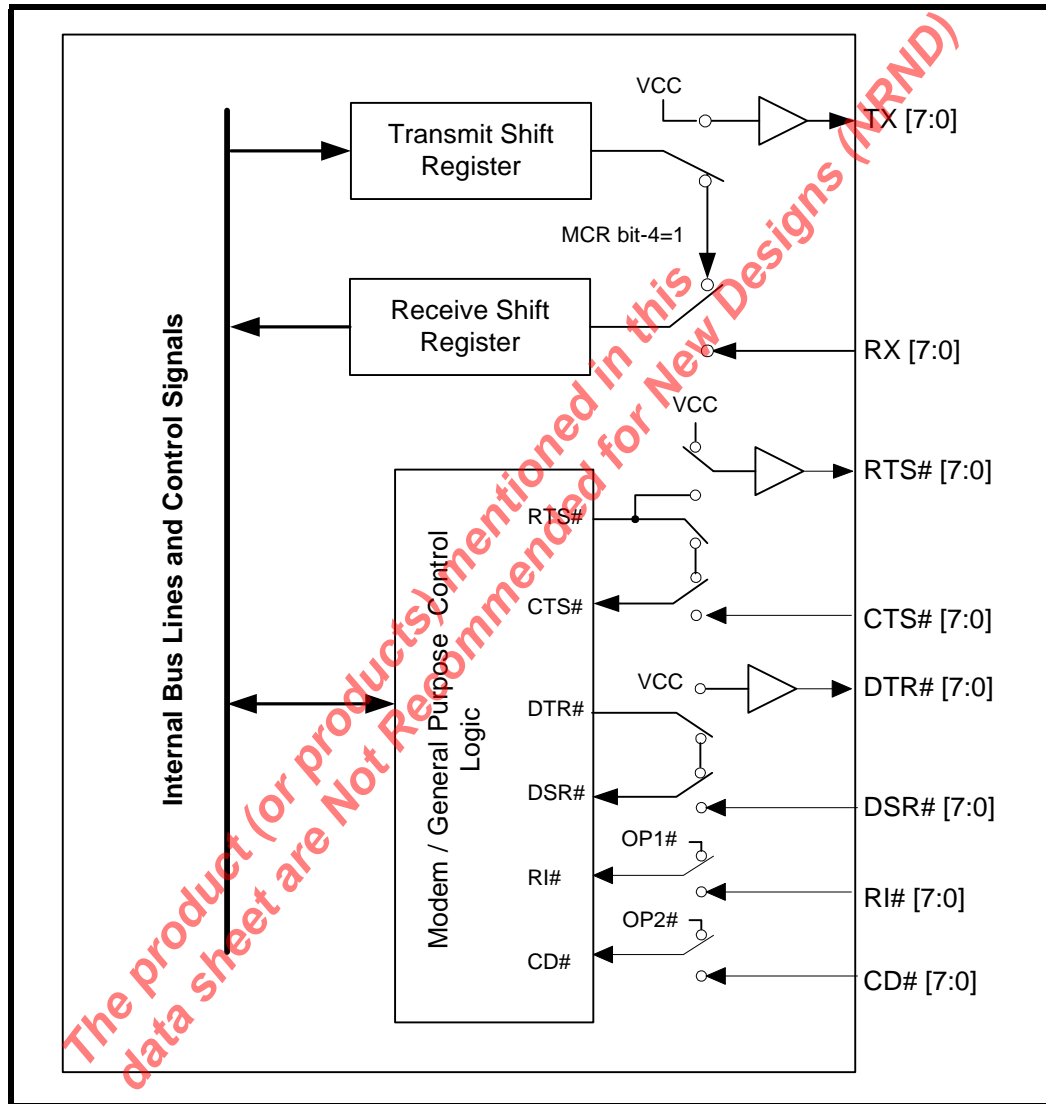 VCC
TX [7:0]
Transmit Shift
Register
MCR bit-4=1
Receive Shift
Register
RX [7:0]
VCC
RTS# [7:0]
RTS#
CTS#
CTS# [7:0]
VCC
DTR# [7:0]
DTR#
DSR#
DSR# [7:0]
OP1#
RI#
RI# [7:0]
OP2#
CD#
CD# [7:0]
Internal Bus Lines and Control Signals
Modem / General Purpose Control
Logic
The product (or products) mentioned in this
data sheet are Not Recommended for New Designs (NRND)